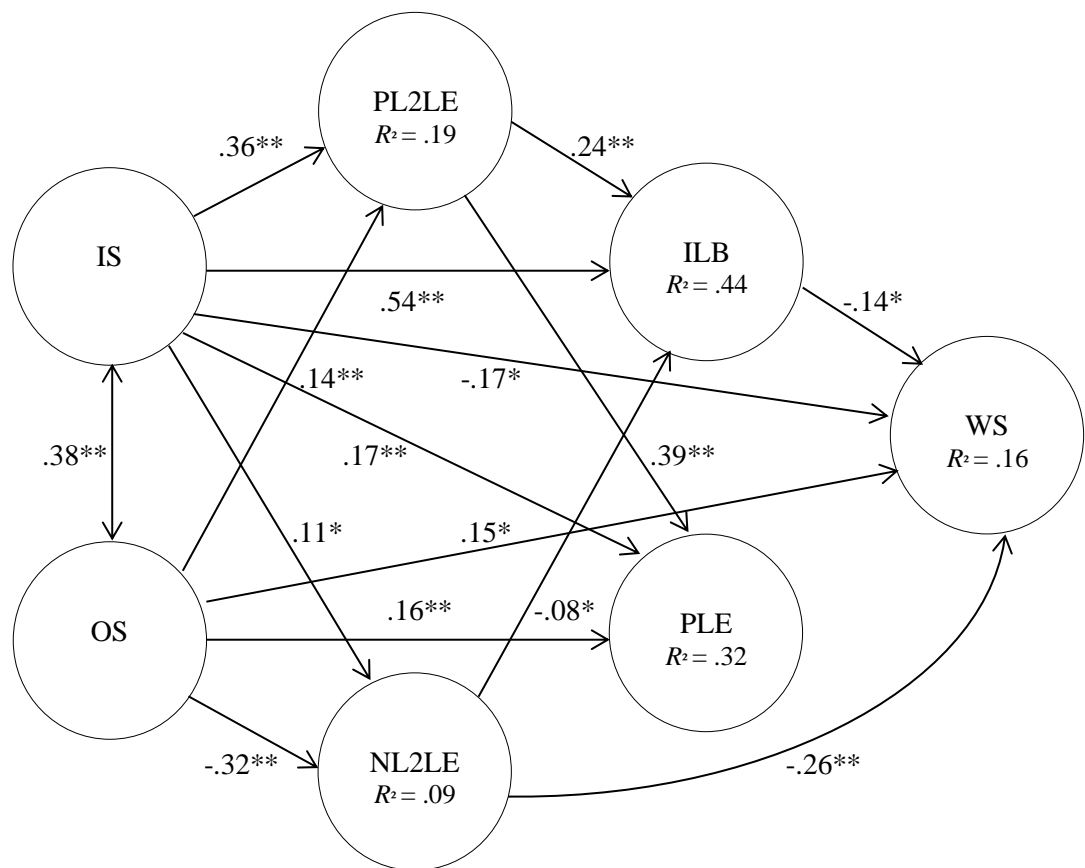 PL2LE
R² = .19
.36**
.24**
IS
ILB
R² = .44
.54**
-.14*
.14**
-.17*
WS
R² = .16
.38**
.17**
.39**
.11*
.15*
OS
.16**
-.08*
PLE
R² = .32
-.32**
NL2LE
R² = .09
-.26**